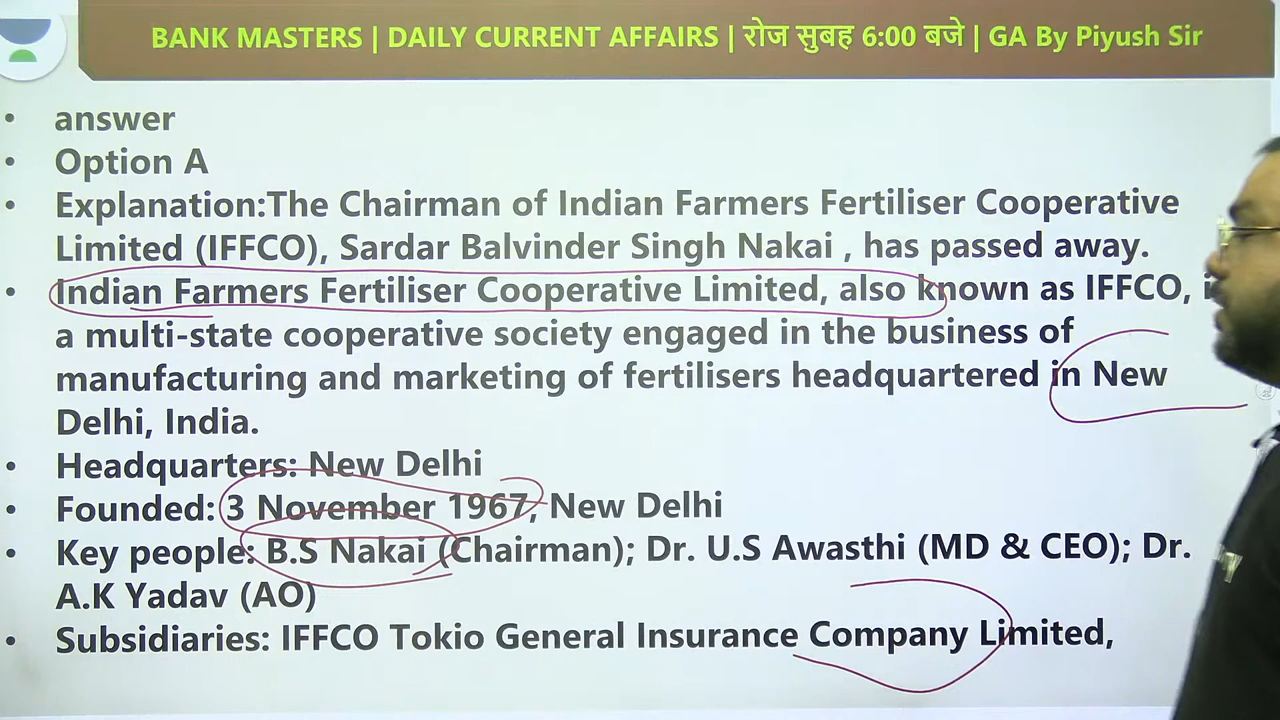 BANK MASTERS | DAILY CURRENT AFFAIRS | रोज सुबह 6:00 बजे | GA By Piyush Sir
• answer
• Option A
• Explanation:The Chairman of Indian Farmers Fertiliser Cooperative
Limited (IFFCO), Sardar Balvinder Singh Nakai , has passed away.
• Indian Farmers Fertiliser Cooperative Limited, also known as IFFCO,
a multi-state cooperative society engaged in the business of
manufacturing and marketing of fertilisers headquartered in New
Delhi, India.
• Headquarters: New Delhi
• Founded: 3 November 1967, New Delhi
• Key people: B.S Nakai (Chairman); Dr. U.S Awasthi (MD & CEO); Dr.
A.K Yadav (AO)
• Subsidiaries: IFFCO Tokio General Insurance Company Limited,